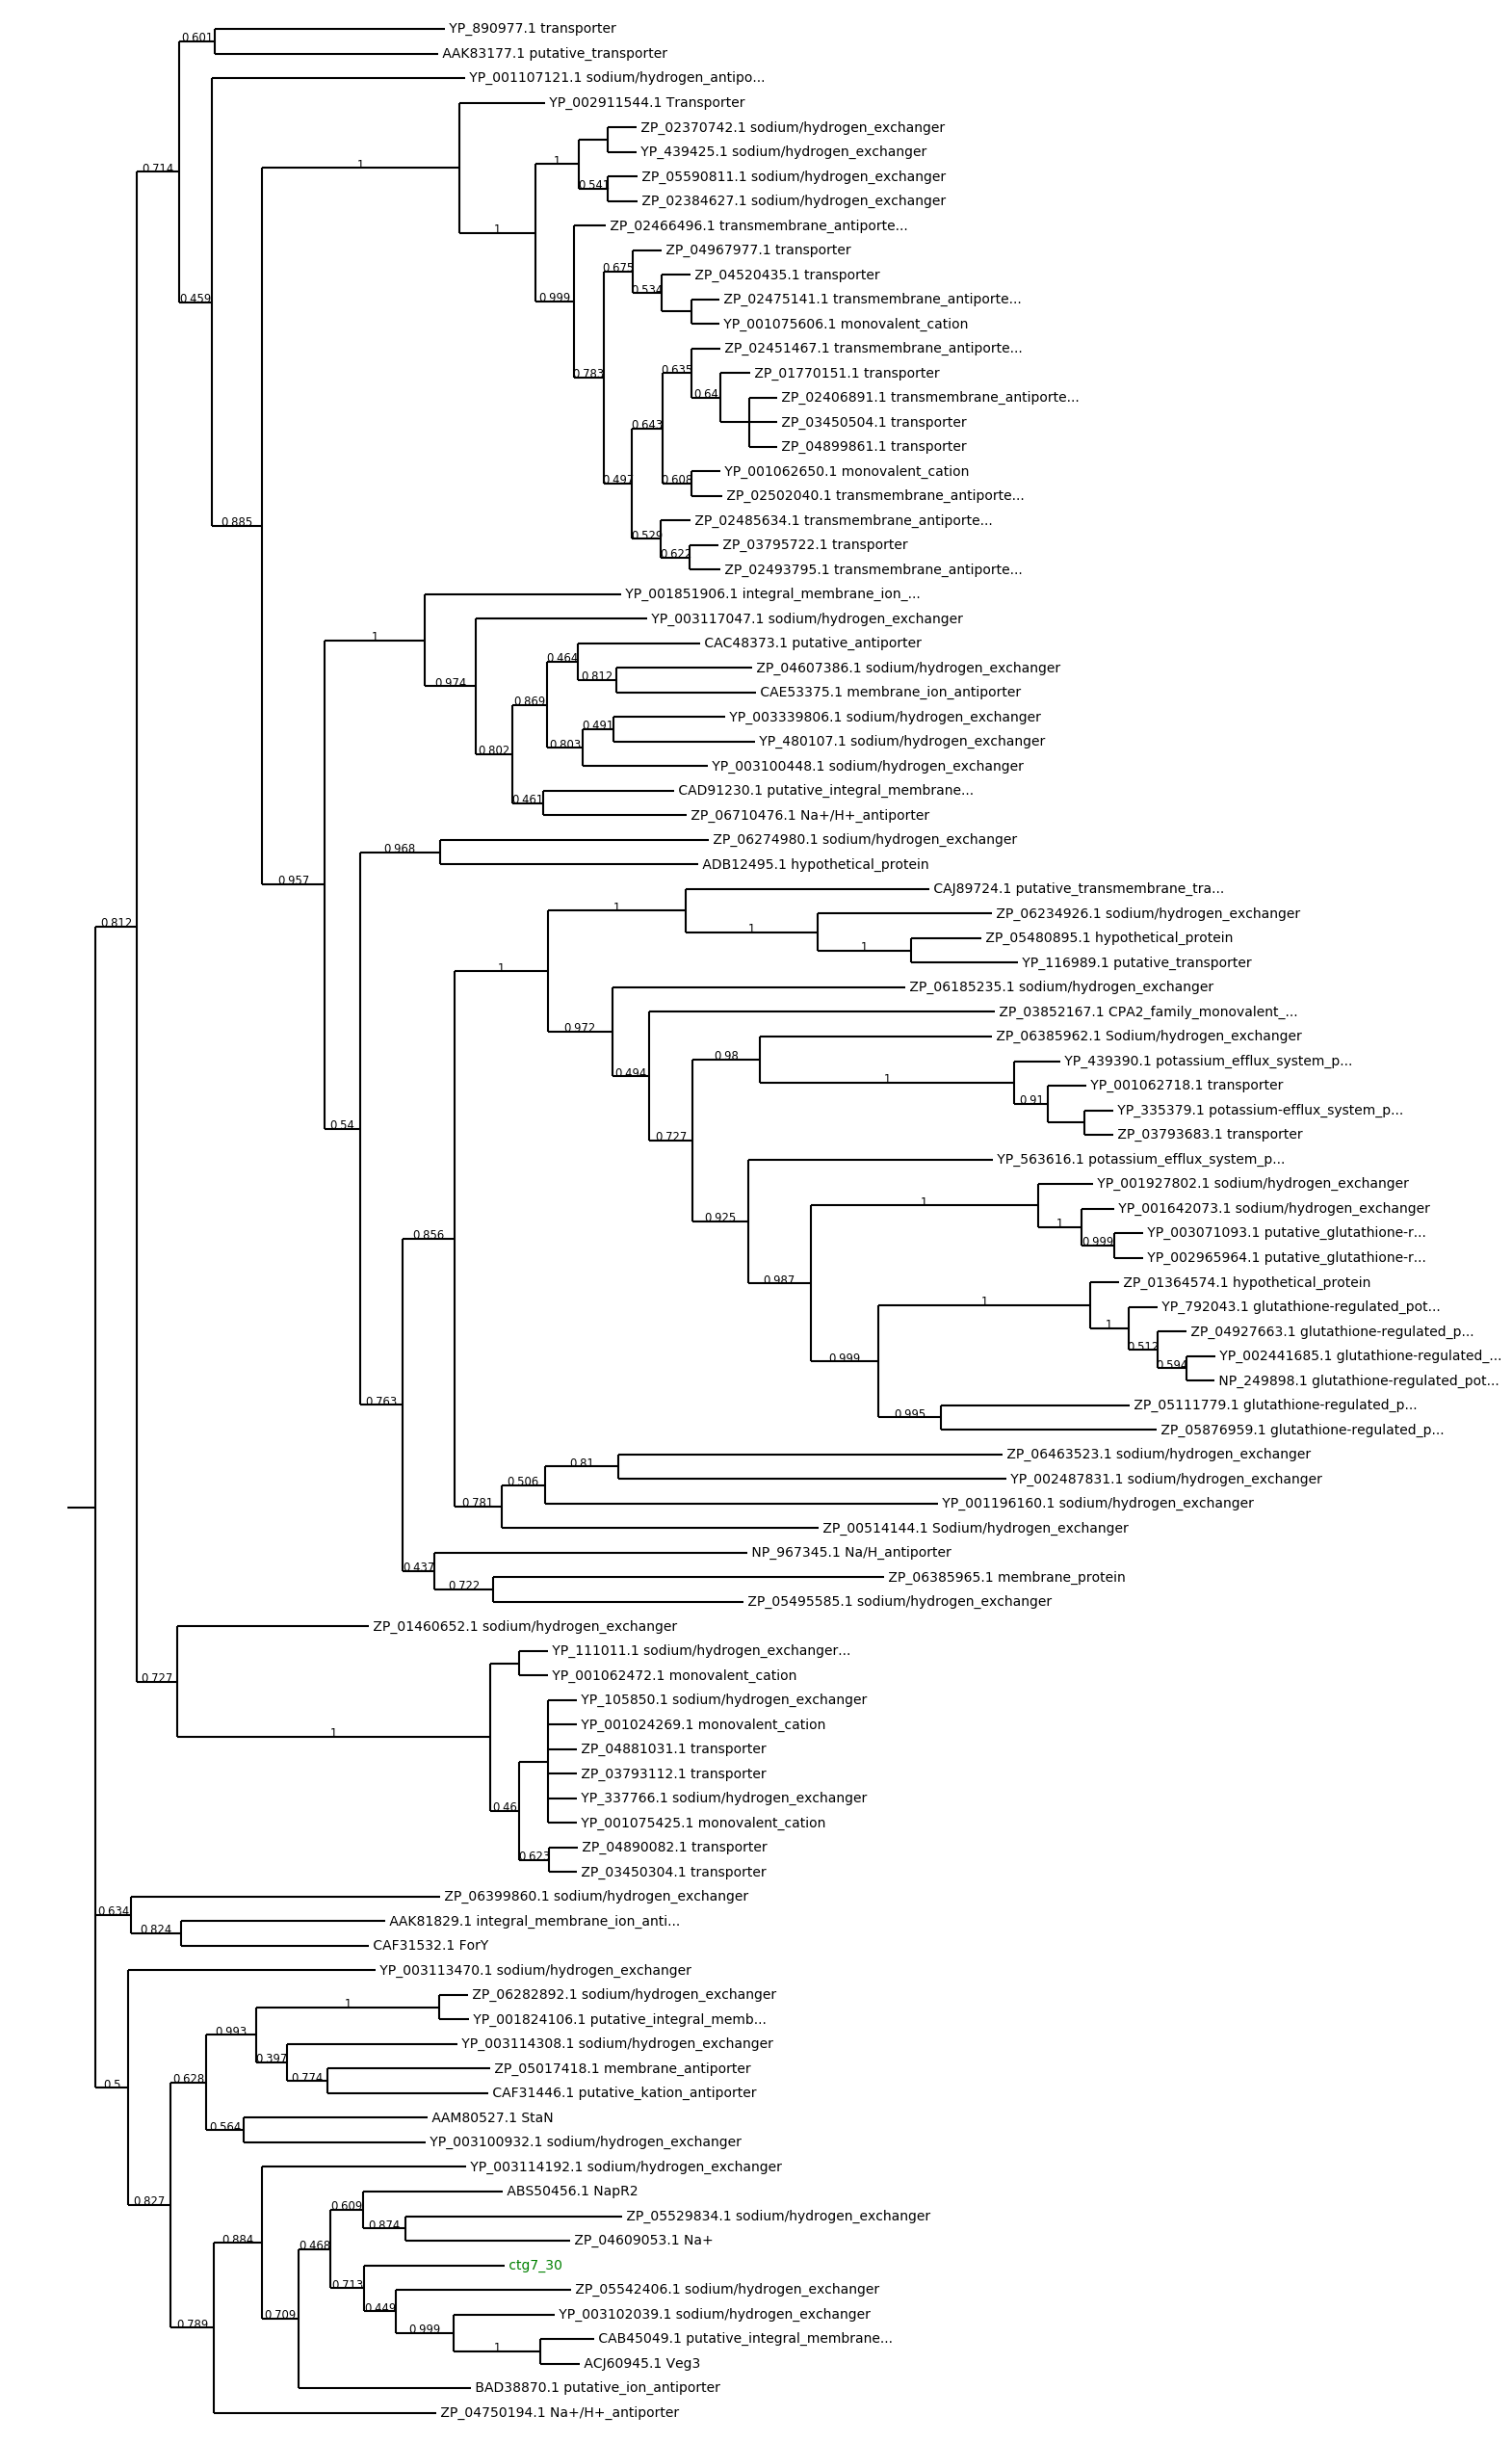 YP_890977.1 transporter
0.601
AAK83177.1 putative_transporter
YP_001107121.1 sodium/hydrogen_antipo...
YP_002911544.1 Transporter
ZP_02370742.1 sodium/hydrogen_exchanger
YP_439425.1 sodium/hydrogen_exchanger
1
1
0.714
ZP_05590811.1 sodium/hydrogen_exchanger
0.541
ZP_02384627.1 sodium/hydrogen_exchanger
ZP_02466496.1 transmembrane_antiporte...
1
ZP_04967977.1 transporter
0.675
ZP_04520435.1 transporter
0.534
0.459
0.999
ZP_02475141.1 transmembrane_antiporte...
YP_001075606.1 monovalent_cation
ZP_02451467.1 transmembrane_antiporte...
0.635
0.783
ZP_01770151.1 transporter
0.64
ZP_02406891.1 transmembrane_antiporte...
ZP_03450504.1 transporter
0.643
ZP_04899861.1 transporter
YP_001062650.1 monovalent_cation
0.497
0.608
ZP_02502040.1 transmembrane_antiporte...
0.885
ZP_02485634.1 transmembrane_antiporte...
0.529
ZP_03795722.1 transporter
0.622
ZP_02493795.1 transmembrane_antiporte...
YP_001851906.1 integral_membrane_ion_...
YP_003117047.1 sodium/hydrogen_exchanger
1
CAC48373.1 putative_antiporter
0.464
ZP_04607386.1 sodium/hydrogen_exchanger
0.812
0.974
CAE53375.1 membrane_ion_antiporter
0.869
YP_003339806.1 sodium/hydrogen_exchanger
0.491
YP_480107.1 sodium/hydrogen_exchanger
0.803
0.802
YP_003100448.1 sodium/hydrogen_exchanger
CAD91230.1 putative_integral_membrane...
0.461
ZP_06710476.1 Na+/H+_antiporter
ZP_06274980.1 sodium/hydrogen_exchanger
0.968
ADB12495.1 hypothetical_protein
0.957
CAJ89724.1 putative_transmembrane_tra...
1
ZP_06234926.1 sodium/hydrogen_exchanger
0.812
1
ZP_05480895.1 hypothetical_protein
1
YP_116989.1 putative_transporter
1
ZP_06185235.1 sodium/hydrogen_exchanger
ZP_03852167.1 CPA2_family_monovalent_...
0.972
ZP_06385962.1 Sodium/hydrogen_exchanger
0.98
YP_439390.1 potassium_efflux_system_p...
0.494
1
YP_001062718.1 transporter
0.91
YP_335379.1 potassium-efflux_system_p...
0.54
ZP_03793683.1 transporter
0.727
YP_563616.1 potassium_efflux_system_p...
YP_001927802.1 sodium/hydrogen_exchanger
1
YP_001642073.1 sodium/hydrogen_exchanger
0.925
1
YP_003071093.1 putative_glutathione-r...
0.856
0.999
YP_002965964.1 putative_glutathione-r...
0.987
ZP_01364574.1 hypothetical_protein
1
YP_792043.1 glutathione-regulated_pot...
1
ZP_04927663.1 glutathione-regulated_p...
0.512
0.999
YP_002441685.1 glutathione-regulated_...
0.594
NP_249898.1 glutathione-regulated_pot...
0.763
ZP_05111779.1 glutathione-regulated_p...
0.995
ZP_05876959.1 glutathione-regulated_p...
ZP_06463523.1 sodium/hydrogen_exchanger
0.81
YP_002487831.1 sodium/hydrogen_exchanger
0.506
0.781
YP_001196160.1 sodium/hydrogen_exchanger
ZP_00514144.1 Sodium/hydrogen_exchanger
NP_967345.1 Na/H_antiporter
0.437
ZP_06385965.1 membrane_protein
0.722
ZP_05495585.1 sodium/hydrogen_exchanger
ZP_01460652.1 sodium/hydrogen_exchanger
YP_111011.1 sodium/hydrogen_exchanger...
0.727
YP_001062472.1 monovalent_cation
YP_105850.1 sodium/hydrogen_exchanger
YP_001024269.1 monovalent_cation
1
ZP_04881031.1 transporter
ZP_03793112.1 transporter
YP_337766.1 sodium/hydrogen_exchanger
0.46
YP_001075425.1 monovalent_cation
ZP_04890082.1 transporter
0.623
ZP_03450304.1 transporter
ZP_06399860.1 sodium/hydrogen_exchanger
0.634
AAK81829.1 integral_membrane_ion_anti...
0.824
CAF31532.1 ForY
YP_003113470.1 sodium/hydrogen_exchanger
ZP_06282892.1 sodium/hydrogen_exchanger
1
YP_001824106.1 putative_integral_memb...
0.993
YP_003114308.1 sodium/hydrogen_exchanger
0.397
ZP_05017418.1 membrane_antiporter
0.628
0.774
0.5
CAF31446.1 putative_kation_antiporter
AAM80527.1 StaN
0.564
YP_003100932.1 sodium/hydrogen_exchanger
YP_003114192.1 sodium/hydrogen_exchanger
ABS50456.1 NapR2
0.827
0.609
ZP_05529834.1 sodium/hydrogen_exchanger
0.874
0.884
ZP_04609053.1 Na+
0.468
ctg7_30
0.713
ZP_05542406.1 sodium/hydrogen_exchanger
0.449
0.709
YP_003102039.1 sodium/hydrogen_exchanger
0.789
0.999
CAB45049.1 putative_integral_membrane...
1
ACJ60945.1 Veg3
BAD38870.1 putative_ion_antiporter
ZP_04750194.1 Na+/H+_antiporter